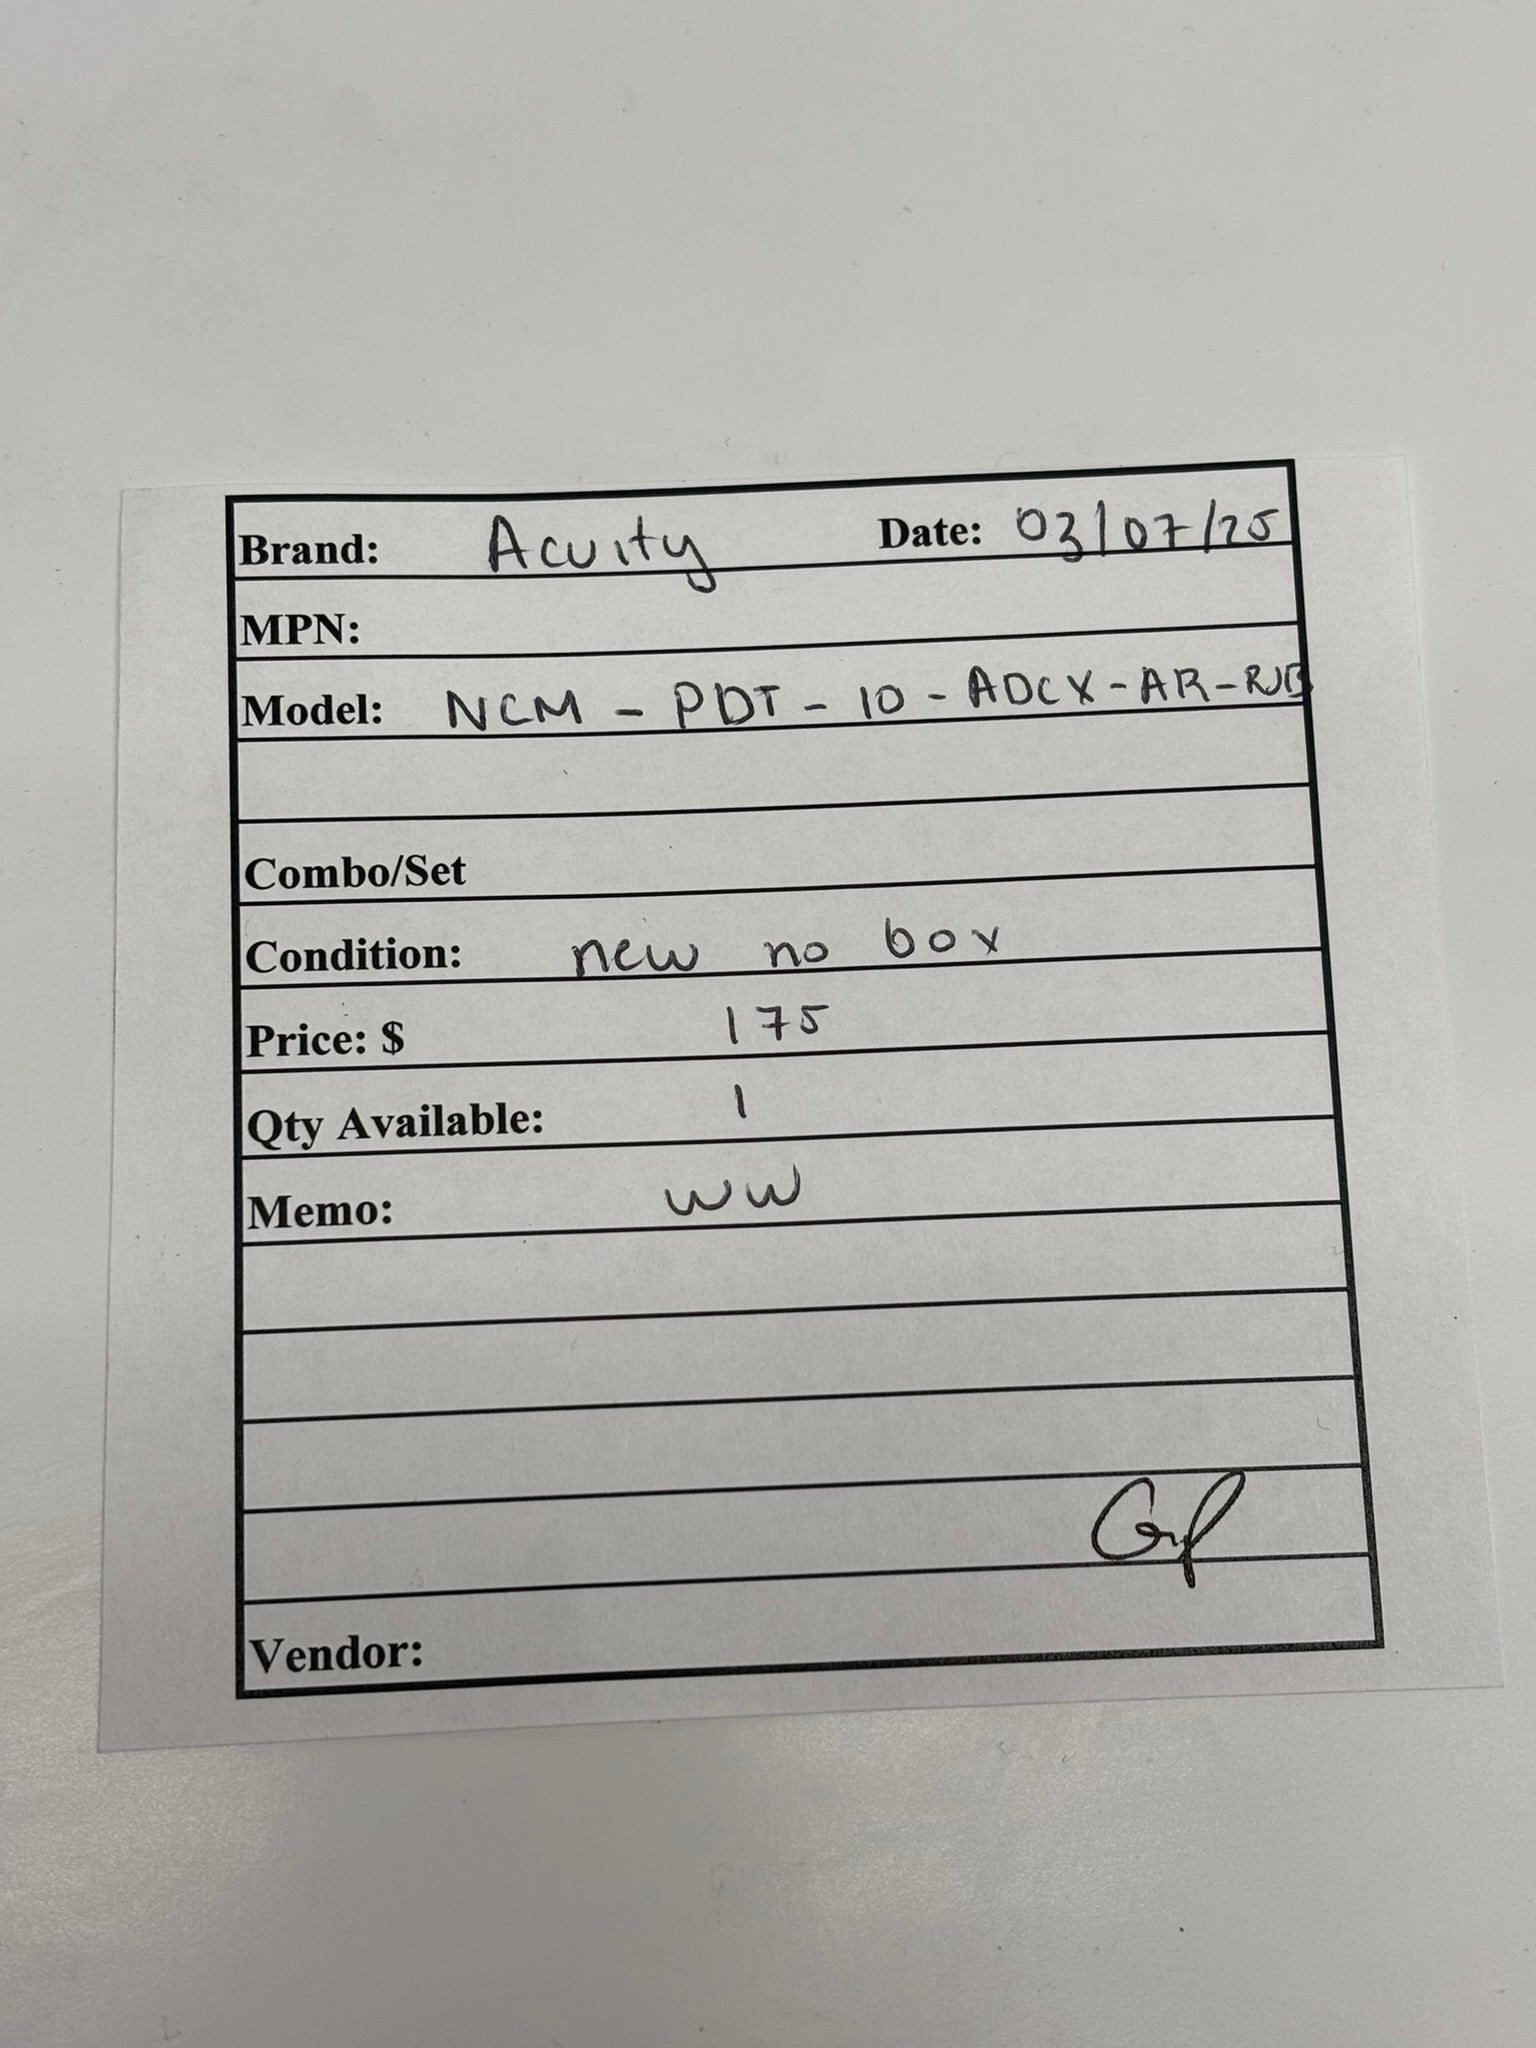 Brand: Acuity Date: 03/07/25
MPN:
Model: NCM - PDT - 10 - ADCX - AR - RJB
Combo/Set
Condition: new no box
Price: $ 175
Qty Available: 1
Memo: WW
Vendor: